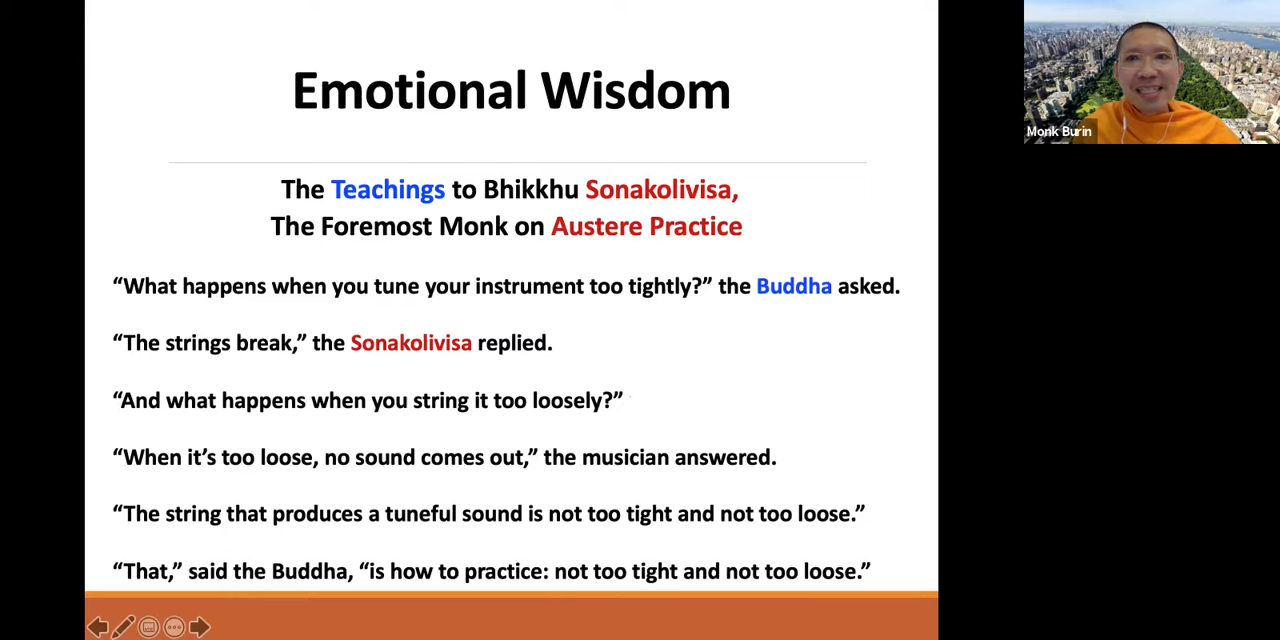 Emotional Wisdom
The Teachings to Bhikkhu Sonakolivisa,
The Foremost Monk on Austere Practice
“What happens when you tune your instrument too tightly?” the Buddha asked.
“The strings break,” the Sonakolivisa replied.
“And what happens when you string it too loosely?”
“When it’s too loose, no sound comes out,” the musician answered.
“The string that produces a tuneful sound is not too tight and not too loose.”
“That,” said the Buddha, “is how to practice: not too tight and not too loose.”
Monk Burin